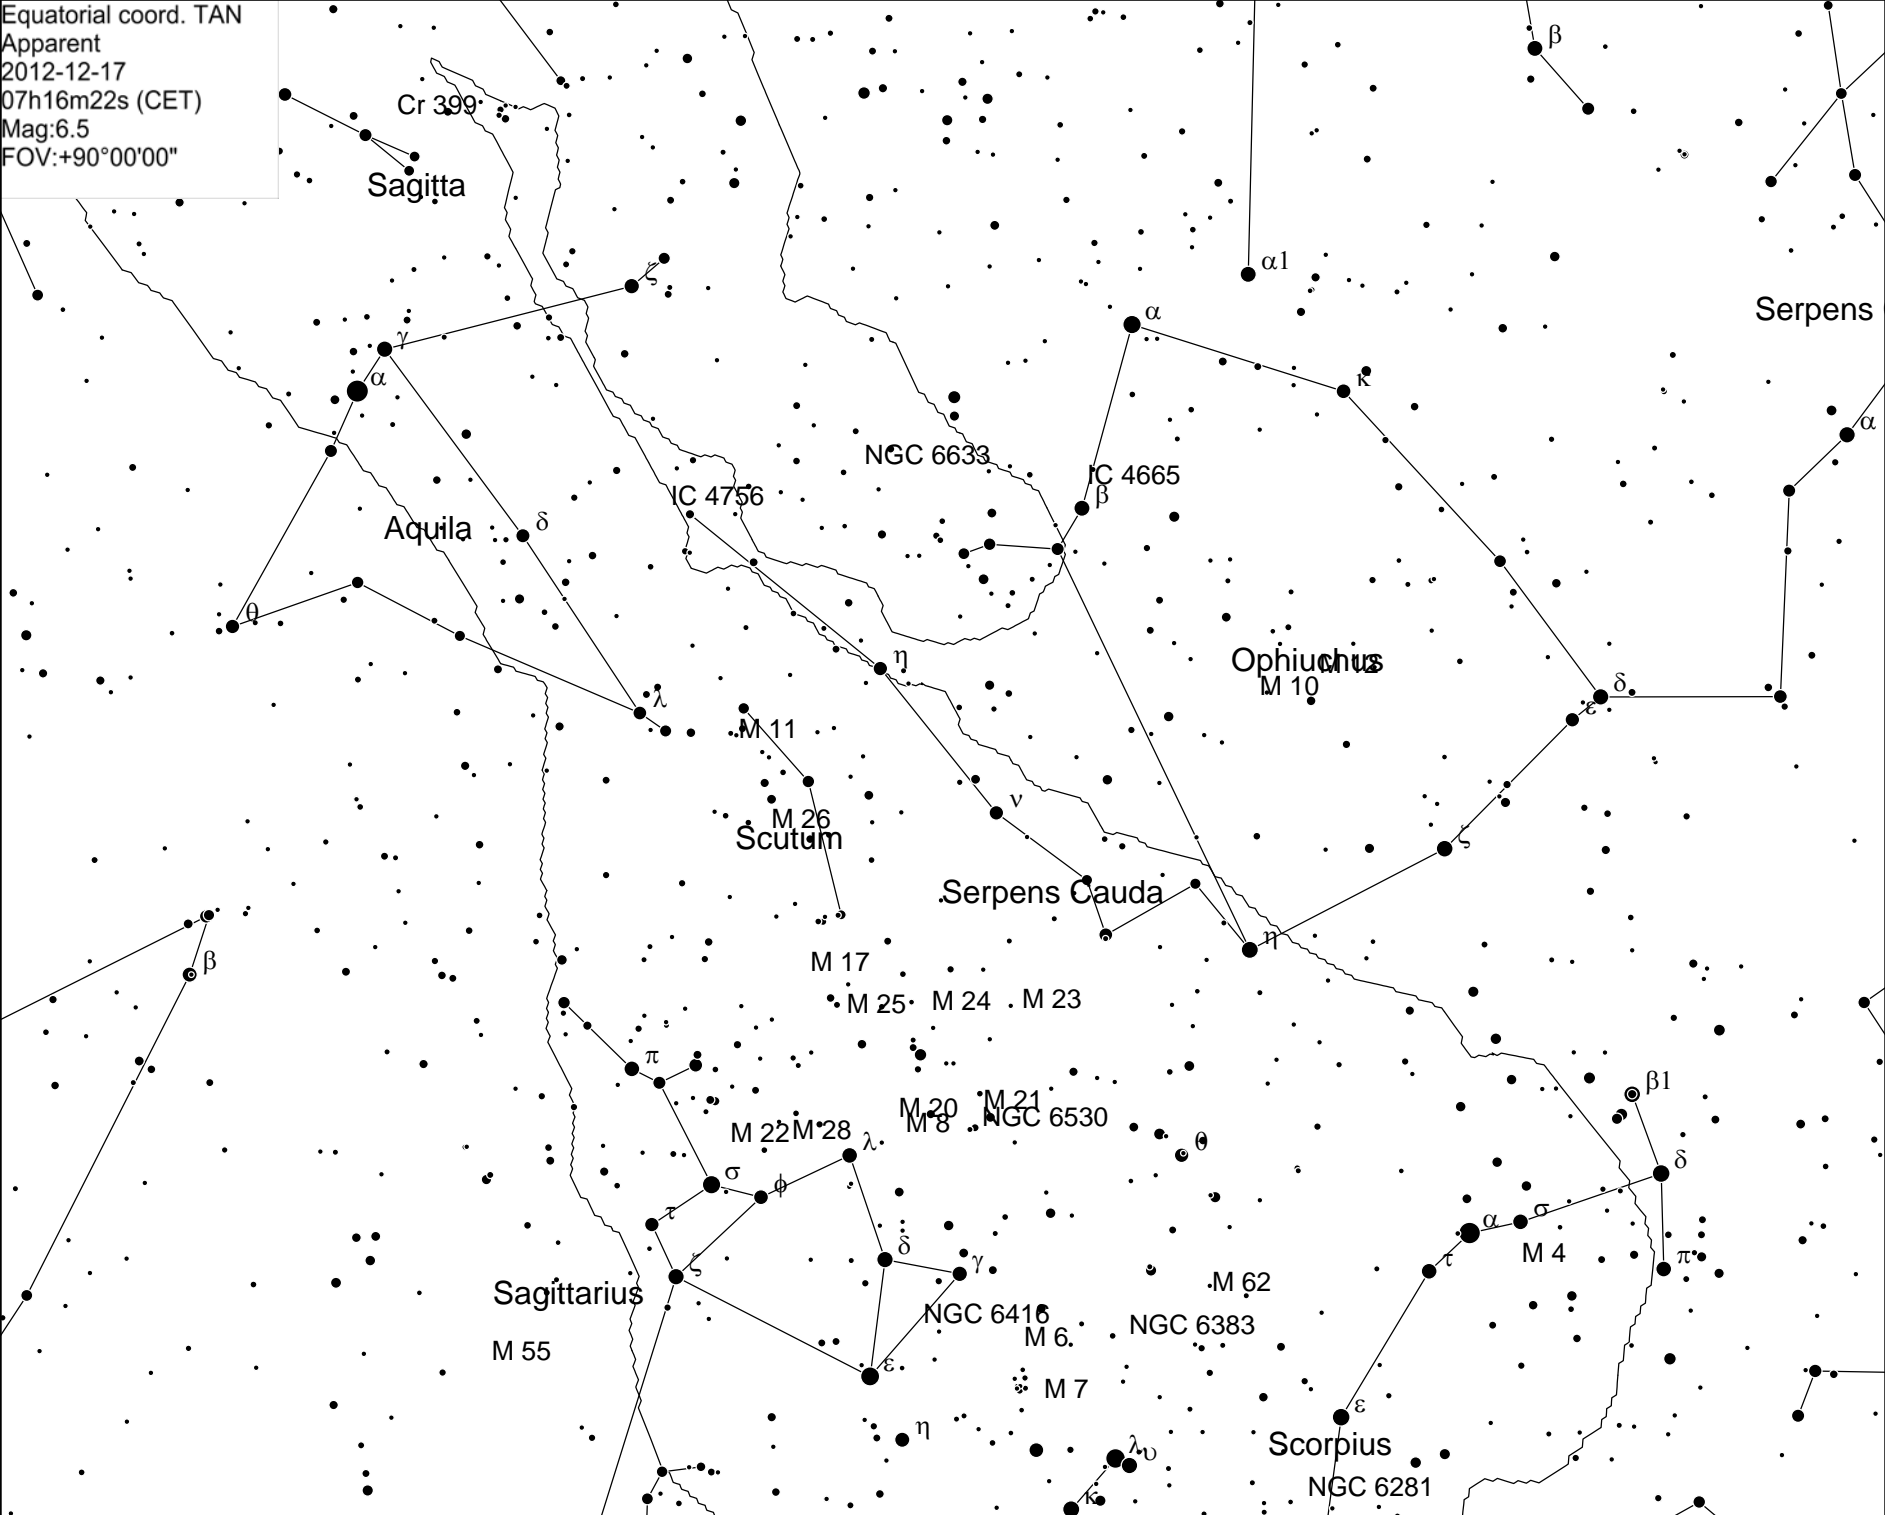 Equatorial coord. TAN
Apparent
2012-12-17
07h16m22s (CET)
Mag:6.5
FOV:+90°00'00"
β
Cr 399
Sagitta
α1
ζ
Serpens
α
γ
α
κ
α
NGC 6633
IC 4665
β
IC 4756
Aquila
δ
θ
η
Ophiuchus
M 12
M 10
δ
ε
λ
M 11
ν
M 26
Scutum
ζ
Serpens Cauda
η
β
M 17
M 25
M 24
M 23
π
β1
M 20
M 21
M 8
NGC 6530
M 22
M 28
λ
θ
σ
ϕ
δ
τ
α
σ
M 4
δ
γ
τ
π
ζ
Sagittarius
M 62
NGC 6416
M 6
NGC 6383
M 55
ε
M 7
ε
η
Scorpius
λ
υ
κ
NGC 6281